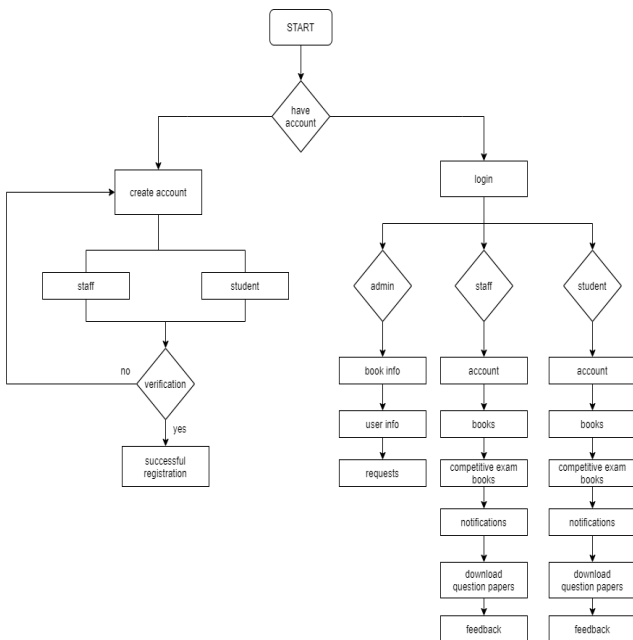 START
have
account
create account
login
staff
student
admin
staff
student
no
verification
yes
successful
registration
book info
account
account
user info
books
books
requests
competitive exam
books
competitive exam
books
notifications
notifications
download
question papers
download
question papers
feedback
feedback